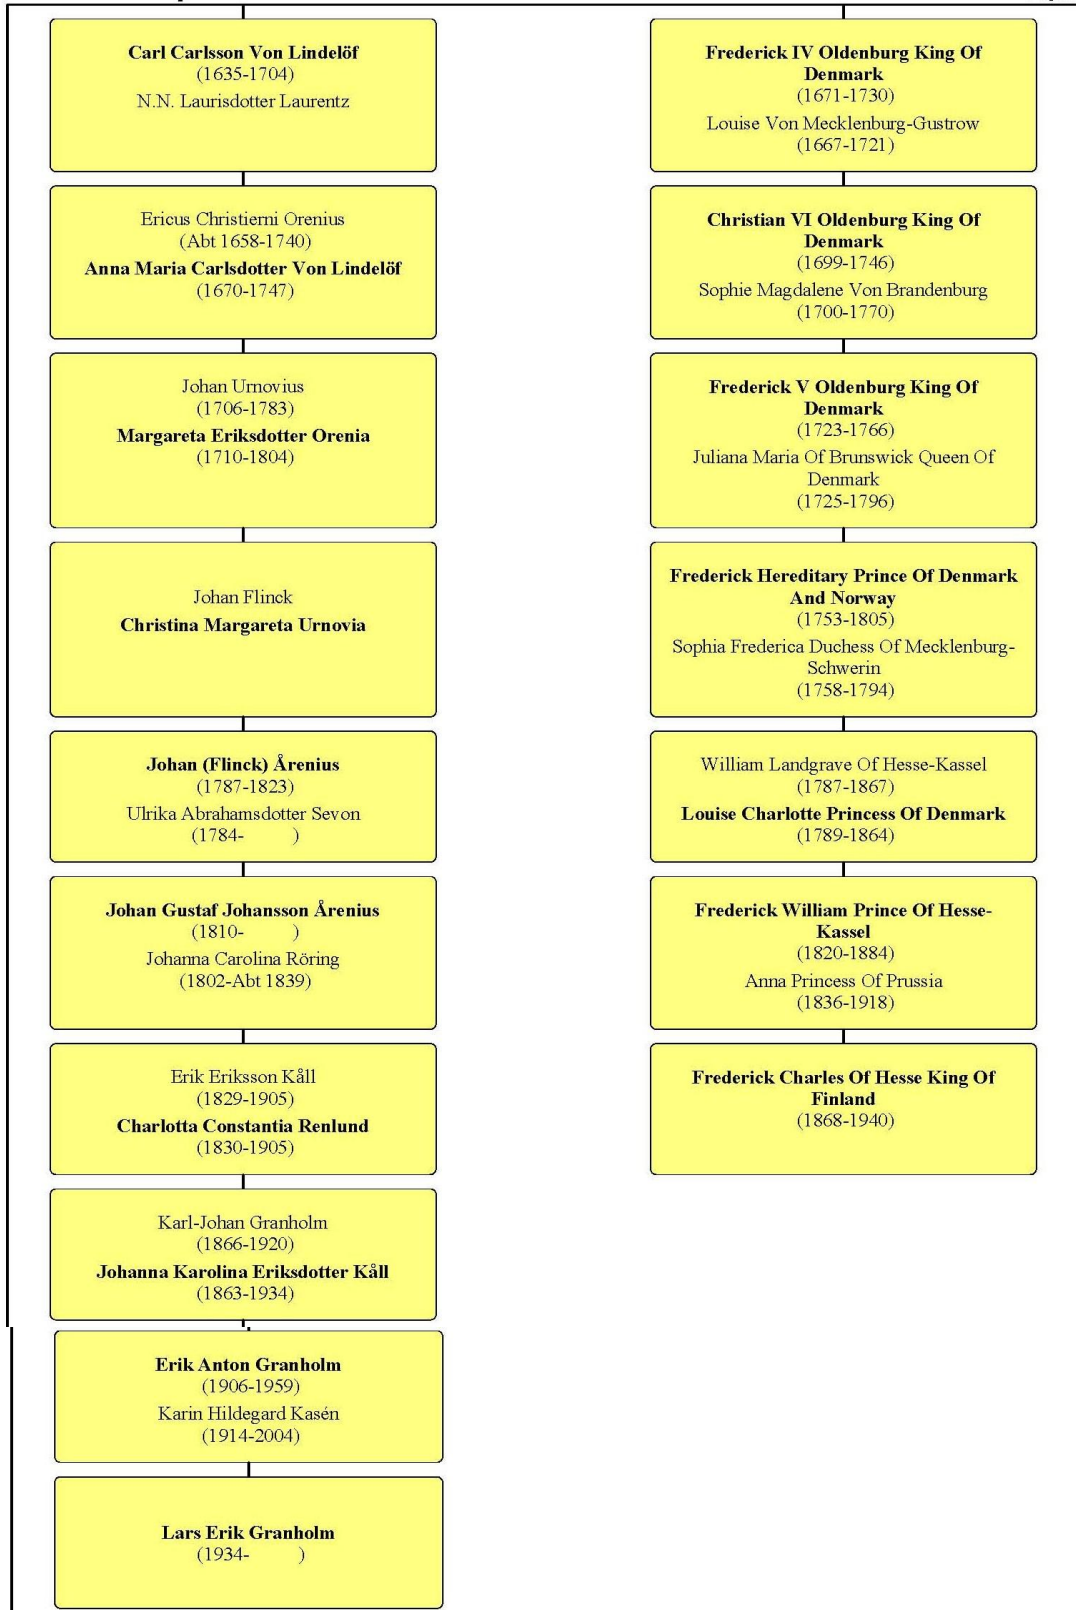 Carl Carlsson Von Lindelöf
(1635-1704)
N.N. Laurisdotter Laurentz
Ericus Christierni Orenius
(Abt 1658-1740)
Anna Maria Carlsdotter Von Lindelöf
(1670-1747)
Johan Urnovius
(1706-1783)
Margareta Eriksdotter Orenia
(1710-1804)
Johan Flinck
Christina Margareta Urnovia
Johan (Flinck) Årenius
(1787-1823)
Ulrika Abrahamsdotter Sevon
(1784-          )
Johan Gustaf Johansson Årenius
(1810-          )
Johanna Carolina Röring
(1802-Abt 1839)
Erik Eriksson Kåll
(1829-1905)
Charlotta Constantia Renlund
(1830-1905)
Karl-Johan Granholm
(1866-1920)
Johanna Karolina Eriksdotter Kåll
(1863-1934)
Erik Anton Granholm
(1906-1959)
Karin Hildegard Kasén
(1914-2004)
Lars Erik Granholm
(1934-          )
Frederick IV Oldenburg King Of
Denmark
(1671-1730)
Louise Von Mecklenburg-Gustrow
(1667-1721)
Christian VI Oldenburg King Of
Denmark
(1699-1746)
Sophie Magdalene Von Brandenburg
(1700-1770)
Frederick V Oldenburg King Of
Denmark
(1723-1766)
Juliana Maria Of Brunswick Queen Of
Denmark
(1725-1796)
Frederick Hereditary Prince Of Denmark
And Norway
(1753-1805)
Sophia Frederica Duchess Of Mecklenburg-
Schwerin
(1758-1794)
William Landgrave Of Hesse-Kassel
(1787-1867)
Louise Charlotte Princess Of Denmark
(1789-1864)
Frederick William Prince Of Hesse-
Kassel
(1820-1884)
Anna Princess Of Prussia
(1836-1918)
Frederick Charles Of Hesse King Of
Finland
(1868-1940)